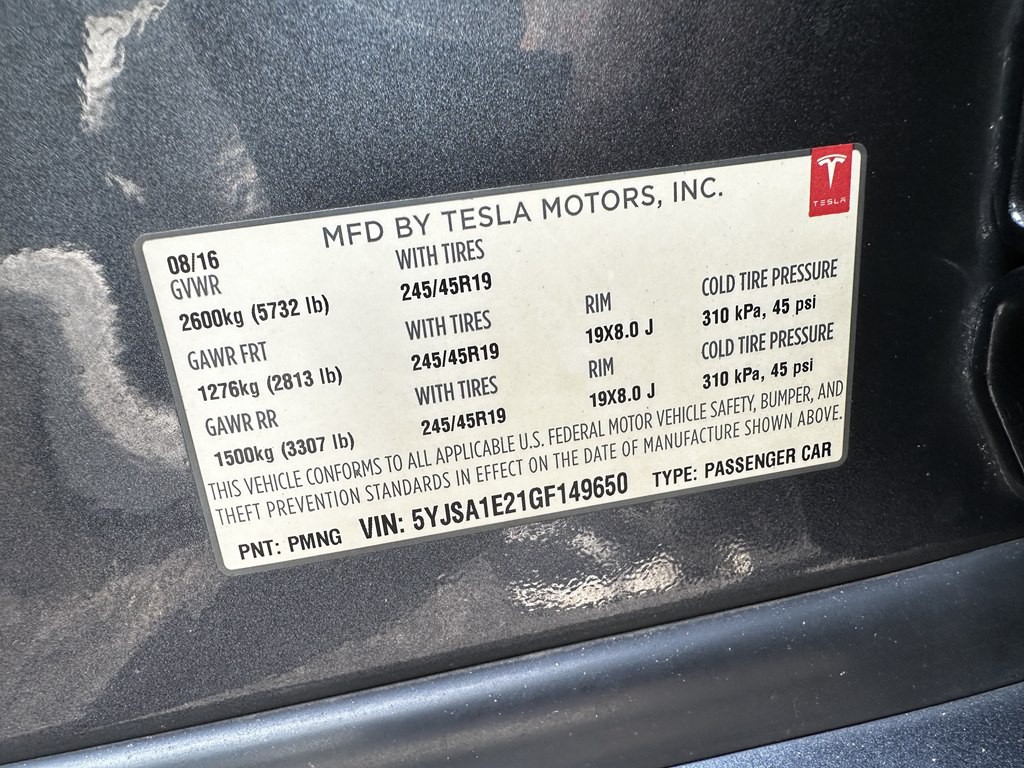 MFD BY TESLA MOTORS, INC.
TESLA
08/16
GVWR WITH TIRES
2600kg (5732 lb) 245/45R19 RIM COLD TIRE PRESSURE
GAWR FRT WITH TIRES 19X8.0 J 310 kPa, 45 psi
1276kg (2813 lb) 245/45R19 RIM COLD TIRE PRESSURE
GAWR RR WITH TIRES 19X8.0 J 310 kPa, 45 psi
1500kg (3307 lb) 245/45R19
THIS VEHICLE CONFORMS TO ALL APPLICABLE U.S. FEDERAL MOTOR VEHICLE SAFETY, BUMPER, AND
THEFT PREVENTION STANDARDS IN EFFECT ON THE DATE OF MANUFACTURE SHOWN ABOVE.
PNT: PMNG VIN: 5YJSA1E21GF149650 TYPE: PASSENGER CAR